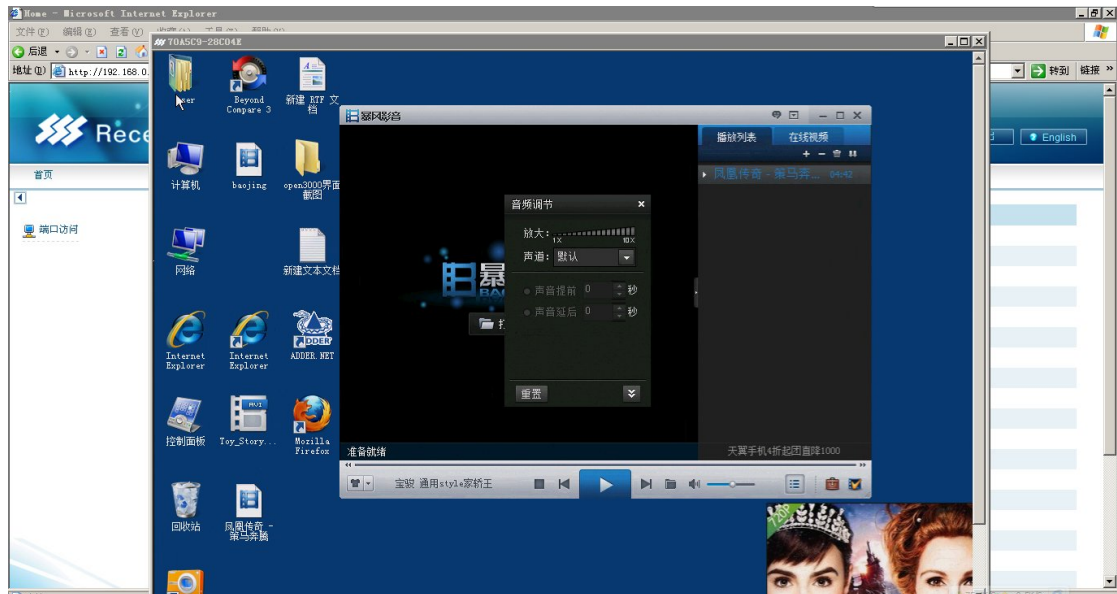 Home - Microsoft Internet Explorer
文件(F) 编辑(E) 查看(V)
后退
地址(D) http://192.168.0. 转到 链接 »
Rece
English
首页
端口访问
70A5C9-28C04E
Beyond Compare 3
新建 RTF 文档
计算机
baojing
open3000界面截图
网络
新建文本文档
Internet Explorer
Internet Explorer
ADDER.NET
控制面板
Toy_Story...
Mozilla Firefox
回收站
凤凰传奇 - 策马奔腾
暴风影音
播放列表 在线视频
凤凰传奇 - 策马奔... 04:42
音频调节
放大:
1X 10X
声道: 默认
声音提前 0 秒
声音延后 0 秒
重置
暴
准备就绪
天翼手机4折起团直降1000
宝骏 通用style家轿王
720P